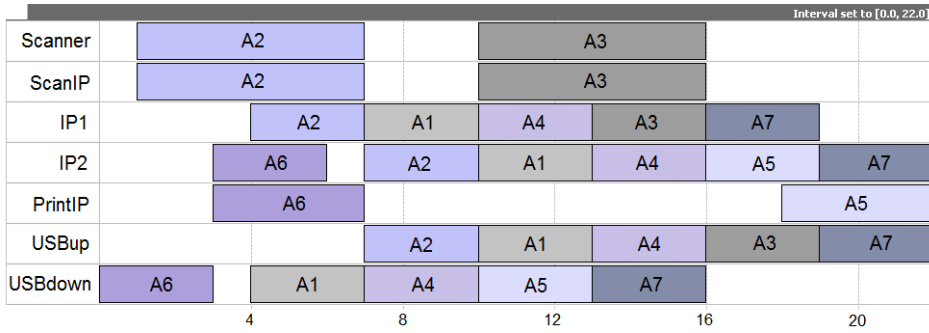 Interval set to [0.0, 22.0]
Scanner A2 A3
ScanIP A2 A3
IP1 A2 A1 A4 A3 A7
IP2 A6 A2 A1 A4 A5 A7
PrintIP A6 A5
USBup A2 A1 A4 A3 A7
USBdown A6 A1 A4 A5 A7
4 8 12 16 20